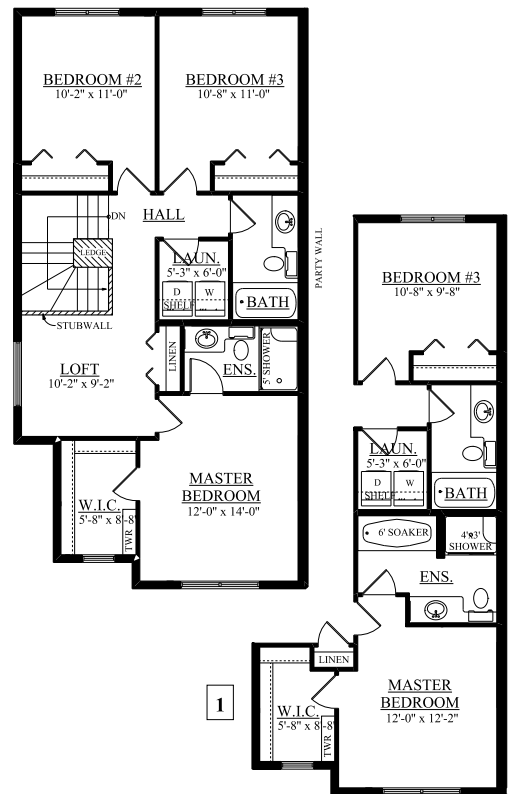 BEDROOM #2
10'-2" x 11'-0"
BEDROOM #3
10'-8" x 11'-0"
DN
HALL
LEDGE
LAUN.
5'-3" x 6'-0"
D
W
SHELF
BATH
PARTY WALL
STUBWALL
LOFT
10'-2" x 9'-2"
LINEN
ENS.
5' SHOWER
MASTER
BEDROOM
12'-0" x 14'-0"
W.I.C.
5'-8" x 8'-8"
TWR
BEDROOM #3
10'-8" x 9'-8"
LAUN.
5'-3" x 6'-0"
D
W
SHELF
BATH
6' SOAKER
4'x3'
SHOWER
ENS.
LINEN
MASTER
BEDROOM
12'-0" x 12'-2"
W.I.C.
5'-8" x 8'-8"
TWR
1